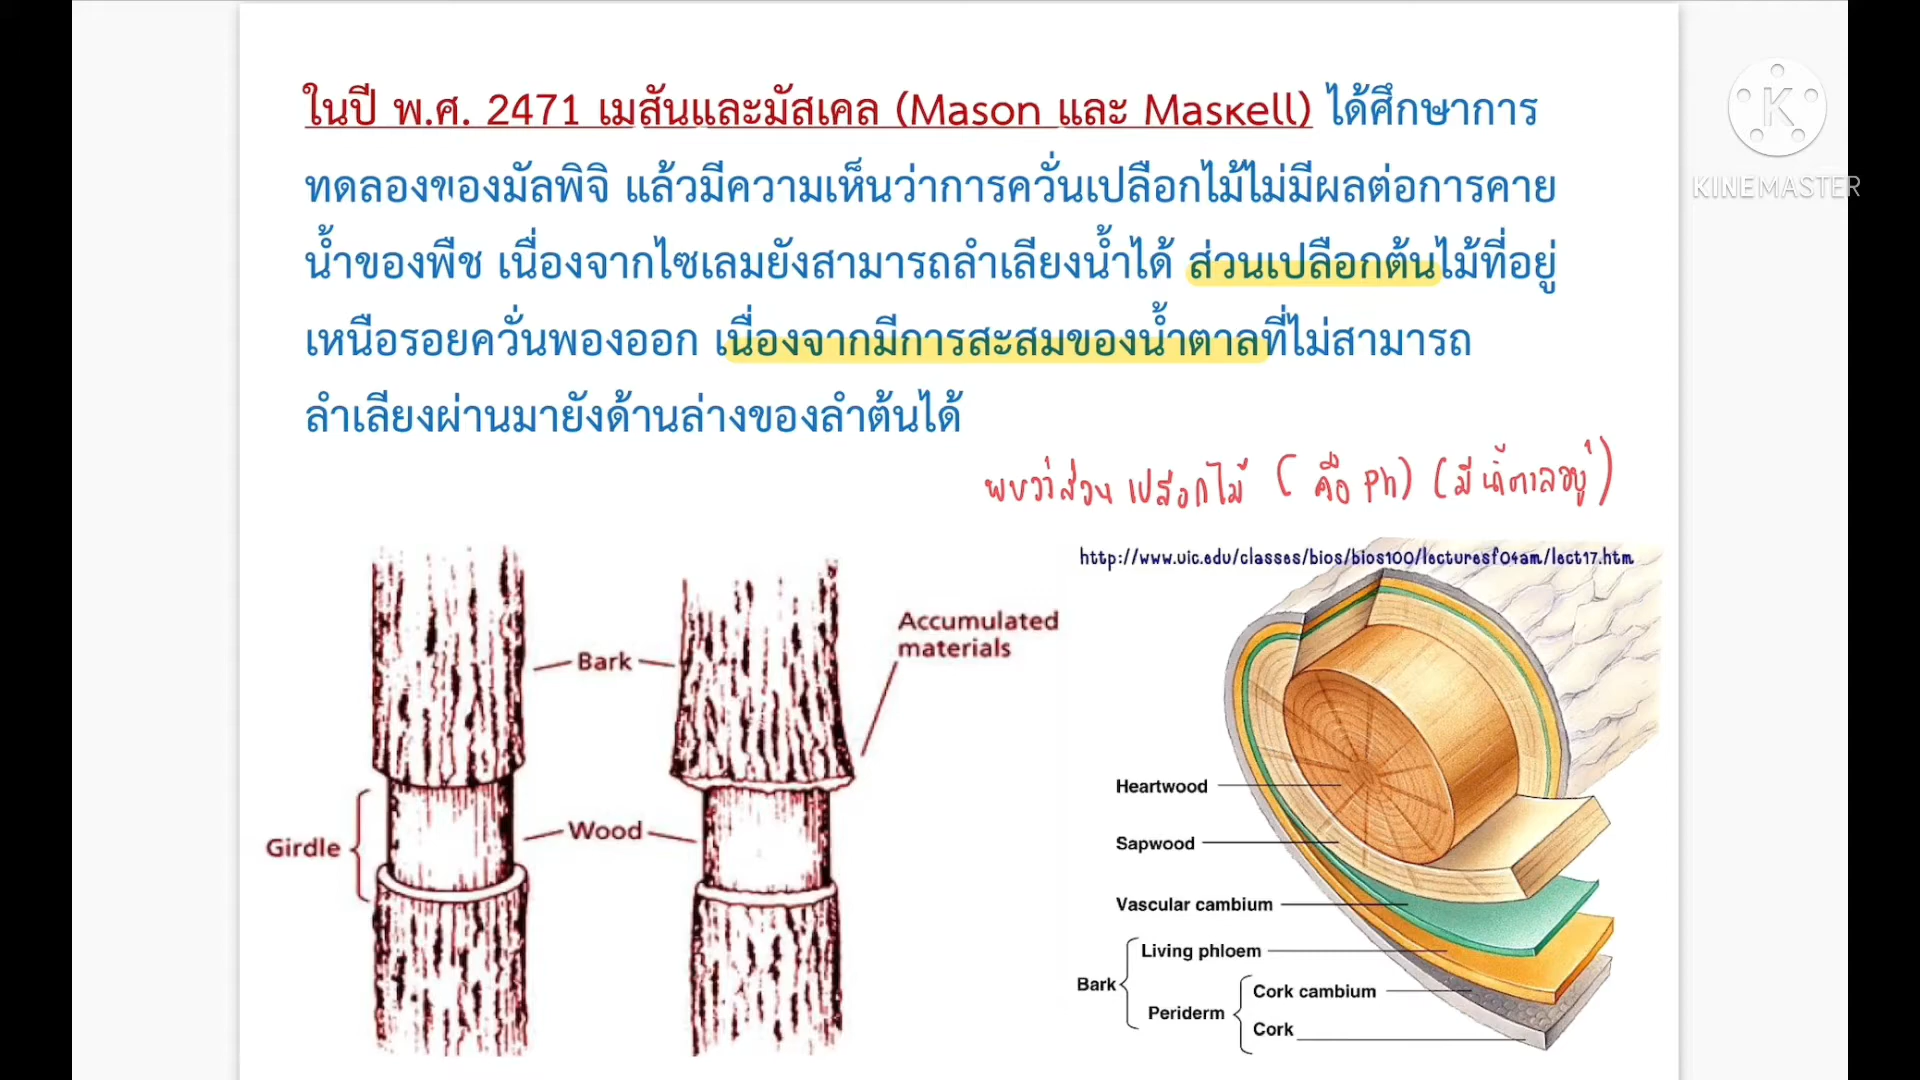 ในปี พ.ศ. 2471 เมสันและมัสเคล (Mason และ Maskell) ได้ศึกษาการ
ทดลองของมัลพิจิ แล้วมีความเห็นว่าการควั่นเปลือกไม้ไม่มีผลต่อการคาย
น้ำของพืช เนื่องจากไซเลมยังสามารถลำเลียงน้ำได้ ส่วนเปลือกต้นไม้ที่อยู่
เหนือรอยควั่นพองออก เนื่องจากมีการสะสมของน้ำตาลที่ไม่สามารถ
ลำเลียงผ่านมายังด้านล่างของลำต้นได้
พบว่าส่วนเปลือกไม้ (คือ Ph) (มีน้ำตาลอยู่)
http://www.uic.edu/classes/bios/bios100/lecturesf04am/lect17.htm
Accumulated
materials
Bark
Wood
Girdle
Heartwood
Sapwood
Vascular cambium
Living phloem
Bark
Cork cambium
Periderm
Cork
K
KINEMASTER